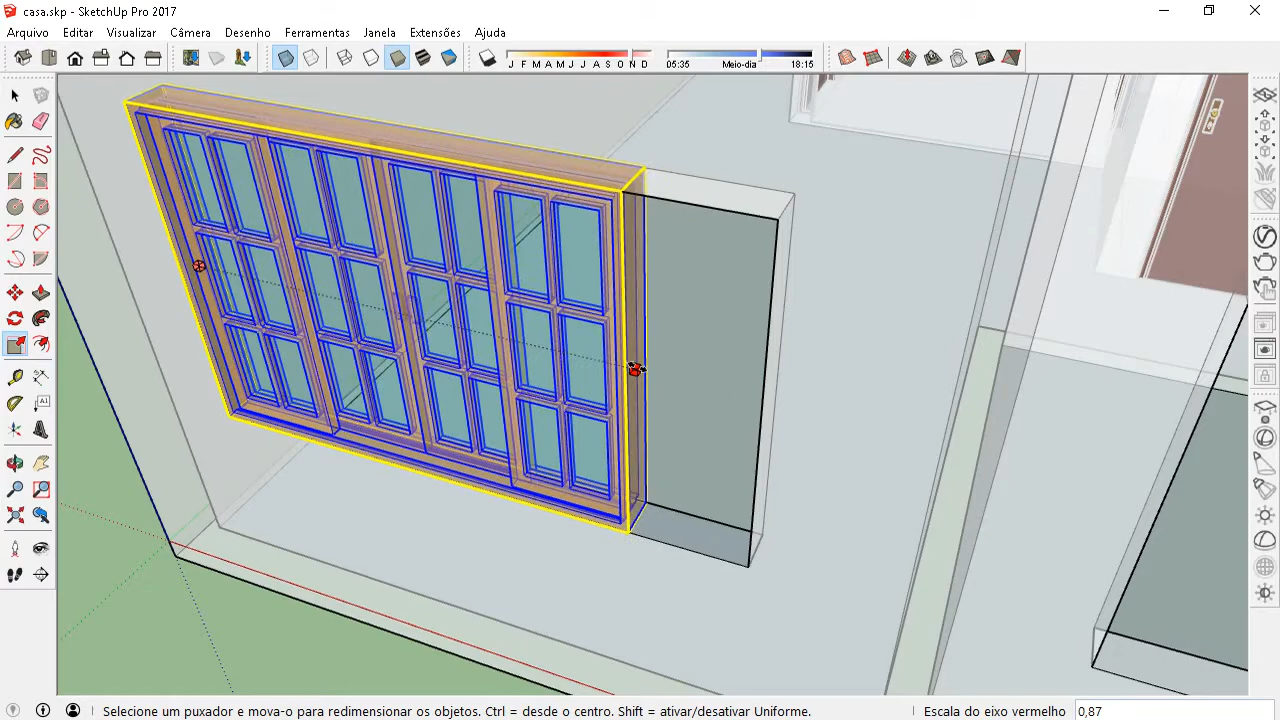 casa.skp - SketchUp Pro 2017
Arquivo Editar Visualizar Câmera Desenho Ferramentas Janela Extensões Ajuda
J F M A M J J A S O N D 05:35 Meio-dia 18:15
A1
Selecione um puxador e mova-o para redimensionar os objetos. Ctrl = desde o centro. Shift = ativar/desativar Uniforme. Escala do eixo vermelho 0,87